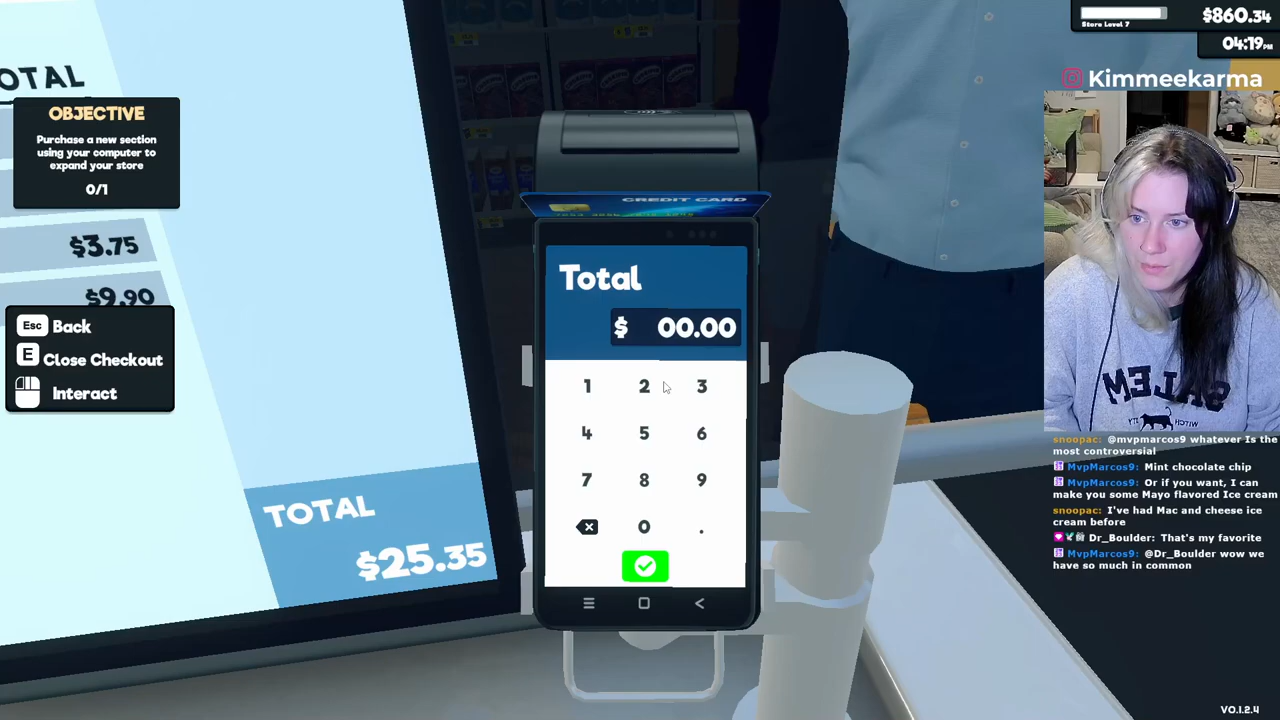 OTAL
$3.75
$9.90
TOTAL
$25.35
OBJECTIVE
Purchase a new section
using your computer to
expand your store
0/1
Esc Back
E Close Checkout
Interact
CREDIT CARD
Total
$ 00.00
1 2 3
4 5 6
7 8 9
0 .
Store Level 7
$860.34
04:19PM
Kimmeekarma
SALEM
snoopac: @mvpmarcos9 whatever Is the
most controversial
MvpMarcos9: Mint chocolate chip
MvpMarcos9: Or if you want, I can
make you some Mayo flavored Ice cream
snoopac: I've had Mac and cheese ice
cream before
Dr_Boulder: That's my favorite
MvpMarcos9: @Dr_Boulder wow we
have so much in common
V0.1.2.4